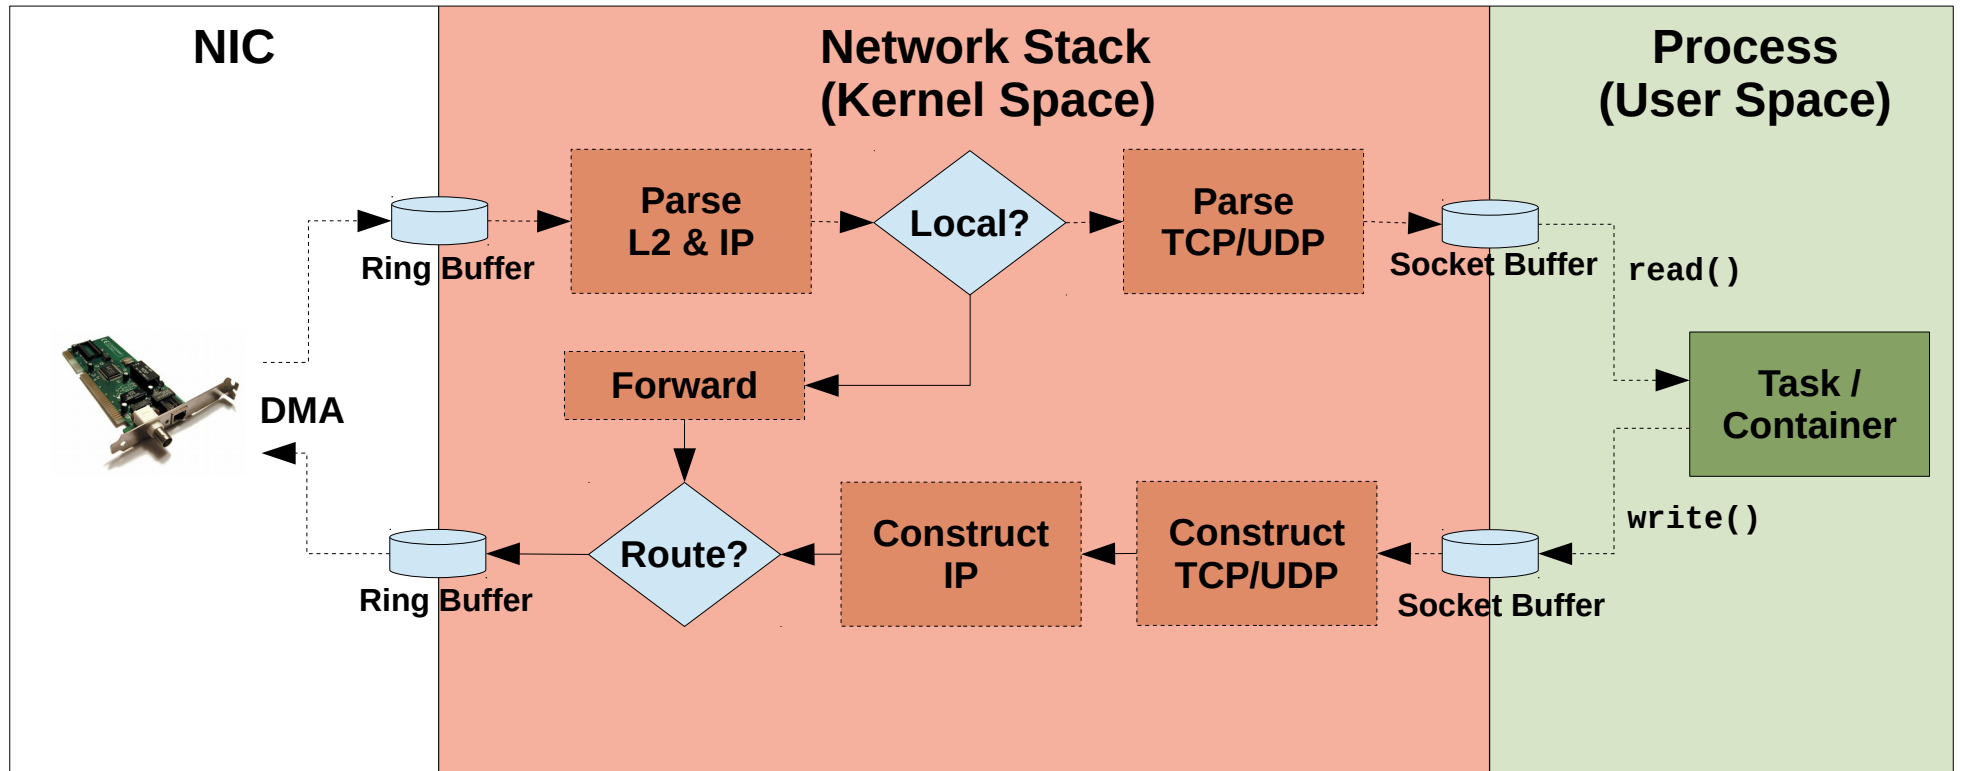 NIC
Network Stack
(Kernel Space)
Process
(User Space)
Parse
L2 & IP
Local?
Parse
TCP/UDP
Ring Buffer
Socket Buffer
read()
Forward
DMA
Task /
Container
Route?
Construct
IP
Construct
TCP/UDP
write()
Ring Buffer
Socket Buffer